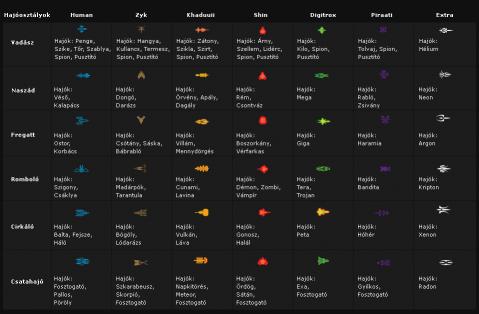 Hajóosztályok Human Zyk Khaduuii Shin Digitrox Piraati Extra
Vadász
Hajók: Penge,
Szike, Tőr, Szablya,
Spion, Pusztító
Hajók: Hangya,
Kullancs, Termesz,
Spion, Pusztító
Hajók: Zátony,
Szikla, Szirt,
Spion, Pusztító
Hajók: Árny,
Szellem, Lidérc,
Spion, Pusztító
Hajók:
Kilo, Spion,
Pusztító
Hajók:
Tolvaj, Spion,
Pusztító
Hajók:
Hélium
Naszád
Hajók:
Véső,
Kalapács
Hajók:
Dongó,
Darázs
Hajók:
Örvény, Apály,
Dagály
Hajók:
Rém,
Csontváz
Hajók:
Mega
Hajók:
Rabló,
Zsivány
Hajók:
Neon
Fregatt
Hajók:
Ostor,
Korbács
Hajók:
Csótány, Sáska,
Bábrabló
Hajók:
Villám,
Mennydörgés
Hajók:
Boszorkány,
Vérfarkas
Hajók:
Giga
Hajók:
Haramia
Hajók:
Argon
Romboló
Hajók:
Szigony,
Csáklya
Hajók:
Madárpók,
Tarantula
Hajók:
Cunami,
Lavina
Hajók:
Démon, Zombi,
Vámpír
Hajók:
Tera,
Trojan
Hajók:
Bandita
Hajók:
Kripton
Cirkáló
Hajók:
Balta, Fejsze,
Háló
Hajók:
Bögöly,
Lódarázs
Hajók:
Vulkán,
Láva
Hajók:
Gonosz,
Halál
Hajók:
Peta
Hajók:
Hóhér
Hajók:
Xenon
Csatahajó
Hajók:
Fosztogató,
Pallos,
Pöröly
Hajók:
Szkarabeusz,
Skorpió,
Fosztogató
Hajók:
Napkitörés,
Meteor,
Fosztogató
Hajók:
Ördög,
Sátán,
Fosztogató
Hajók:
Exa,
Fosztogató
Hajók:
Gyilkos,
Fosztogató
Hajók:
Radon